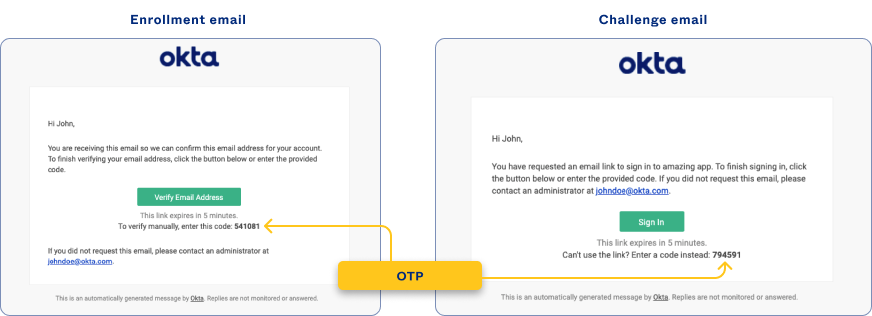 Enrollment email
okta
Hi John,
You are receiving this email so we can confirm this email address for your account.
To finish verifying your email address, click the button below or enter the provided
code.
Verify Email Address
This link expires in 5 minutes.
To verify manually, enter this code: 541081
If you did not request this email, please contact an administrator at
johndoe@okta.com.
This is an automatically generated message by Okta. Replies are not monitored or answered.
OTP
Challenge email
okta
Hi John,
You have requested an email link to sign in to amazing app. To finish signing in, click
the button below or enter the provided code. If you did not request this email, please
contact an administrator at johndoe@okta.com.
Sign In
This link expires in 5 minutes.
Can't use the link? Enter a code instead: 794591
This is an automatically generated message by Okta. Replies are not monitored or answered.